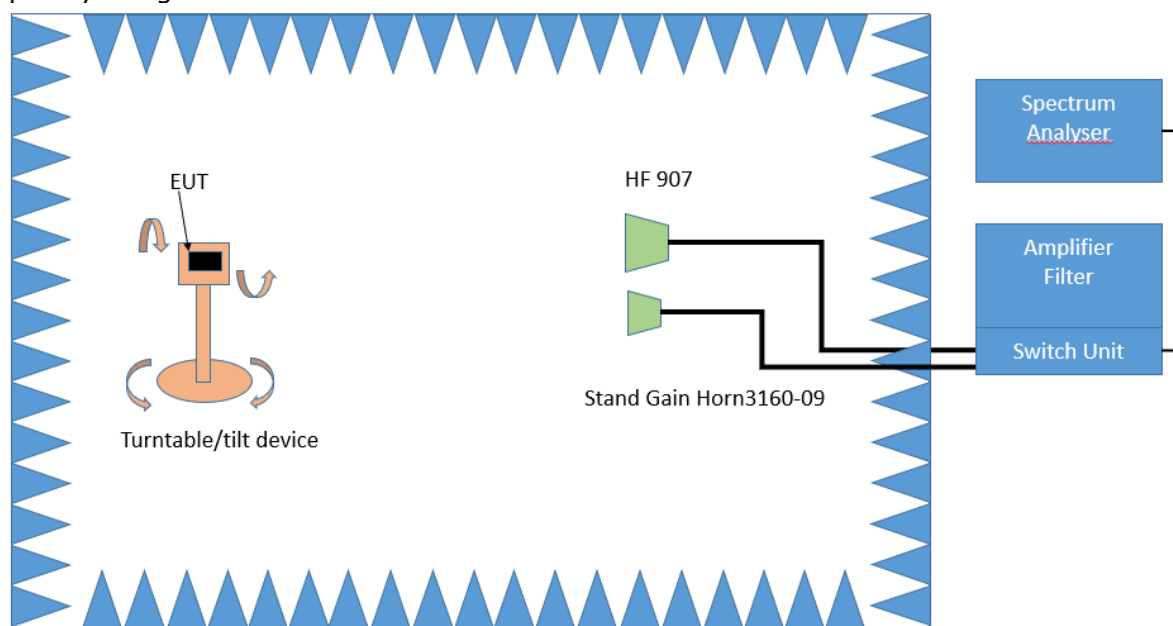 Spectrum
Analyser
EUT
HF 907
Amplifier
Filter
Switch Unit
Stand Gain Horn3160-09
Turntable/tilt device